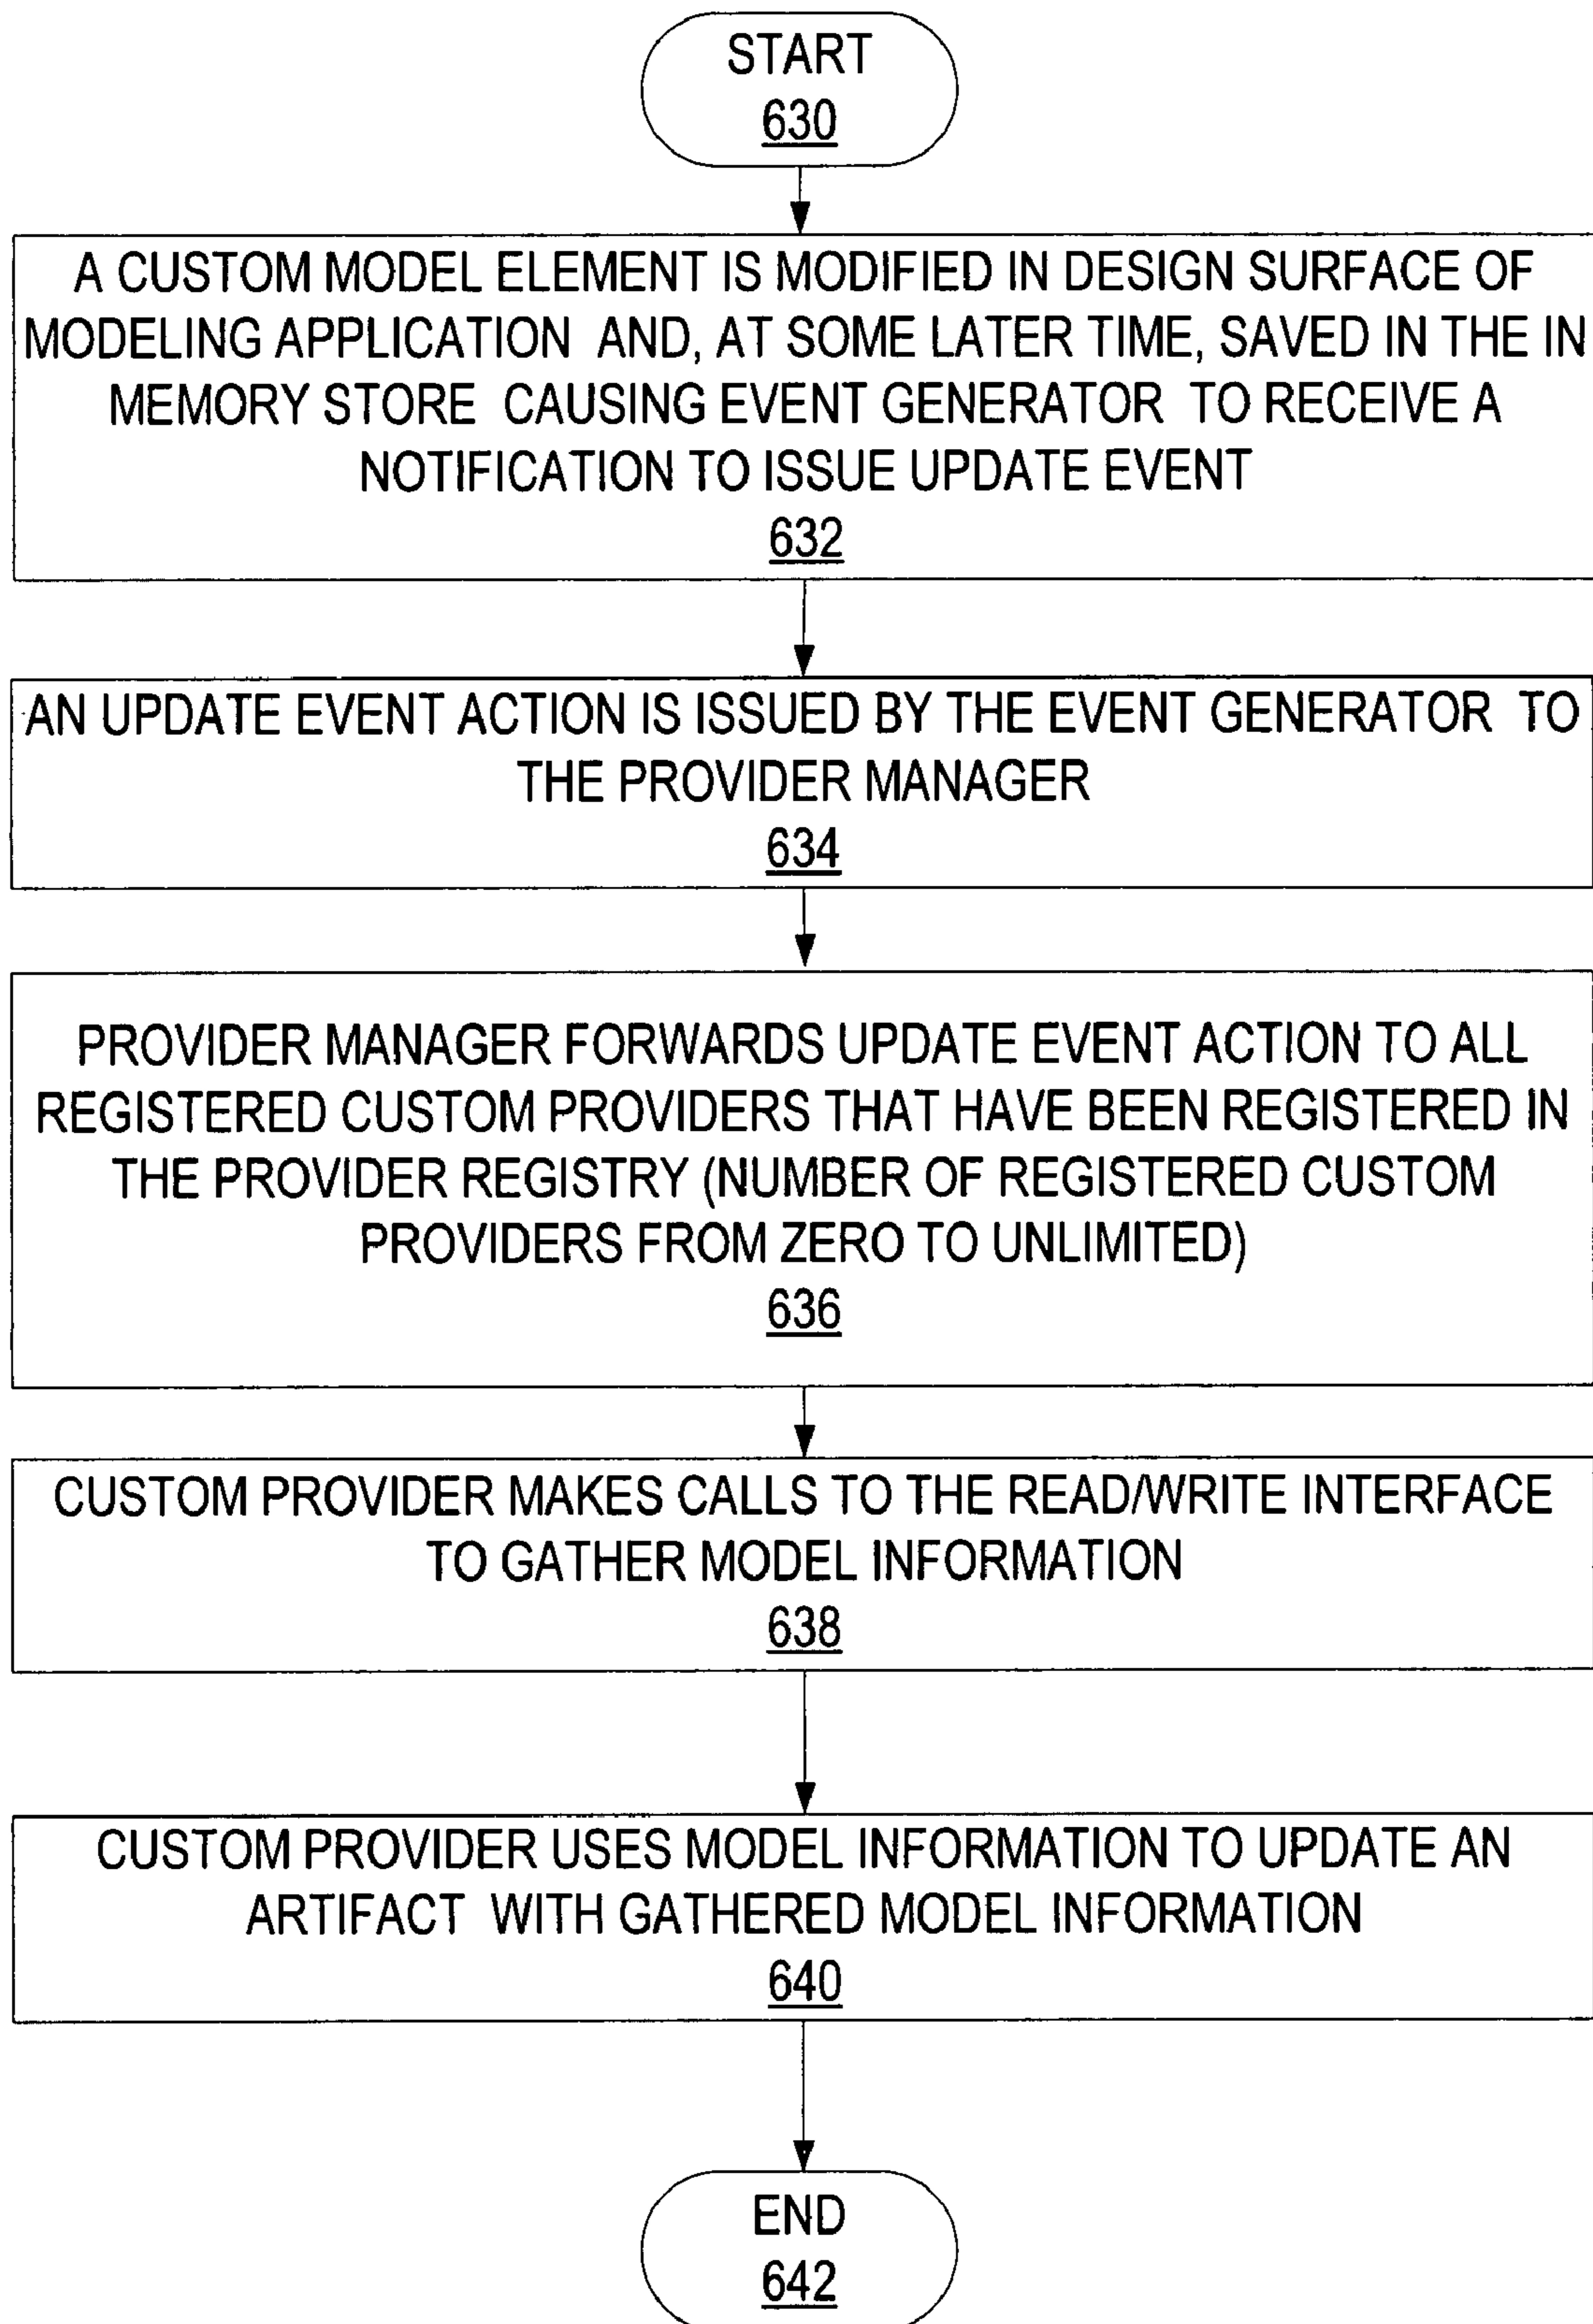 START
630
A CUSTOM MODEL ELEMENT IS MODIFIED IN DESIGN SURFACE OF
MODELING APPLICATION AND, AT SOME LATER TIME, SAVED IN THE IN
MEMORY STORE CAUSING EVENT GENERATOR TO RECEIVE A
NOTIFICATION TO ISSUE UPDATE EVENT
632
AN UPDATE EVENT ACTION IS ISSUED BY THE EVENT GENERATOR TO
THE PROVIDER MANAGER
634
PROVIDER MANAGER FORWARDS UPDATE EVENT ACTION TO ALL
REGISTERED CUSTOM PROVIDERS THAT HAVE BEEN REGISTERED IN
THE PROVIDER REGISTRY (NUMBER OF REGISTERED CUSTOM
PROVIDERS FROM ZERO TO UNLIMITED)
636
CUSTOM PROVIDER MAKES CALLS TO THE READ/WRITE INTERFACE
TO GATHER MODEL INFORMATION
638
CUSTOM PROVIDER USES MODEL INFORMATION TO UPDATE AN
ARTIFACT WITH GATHERED MODEL INFORMATION
640
END
642